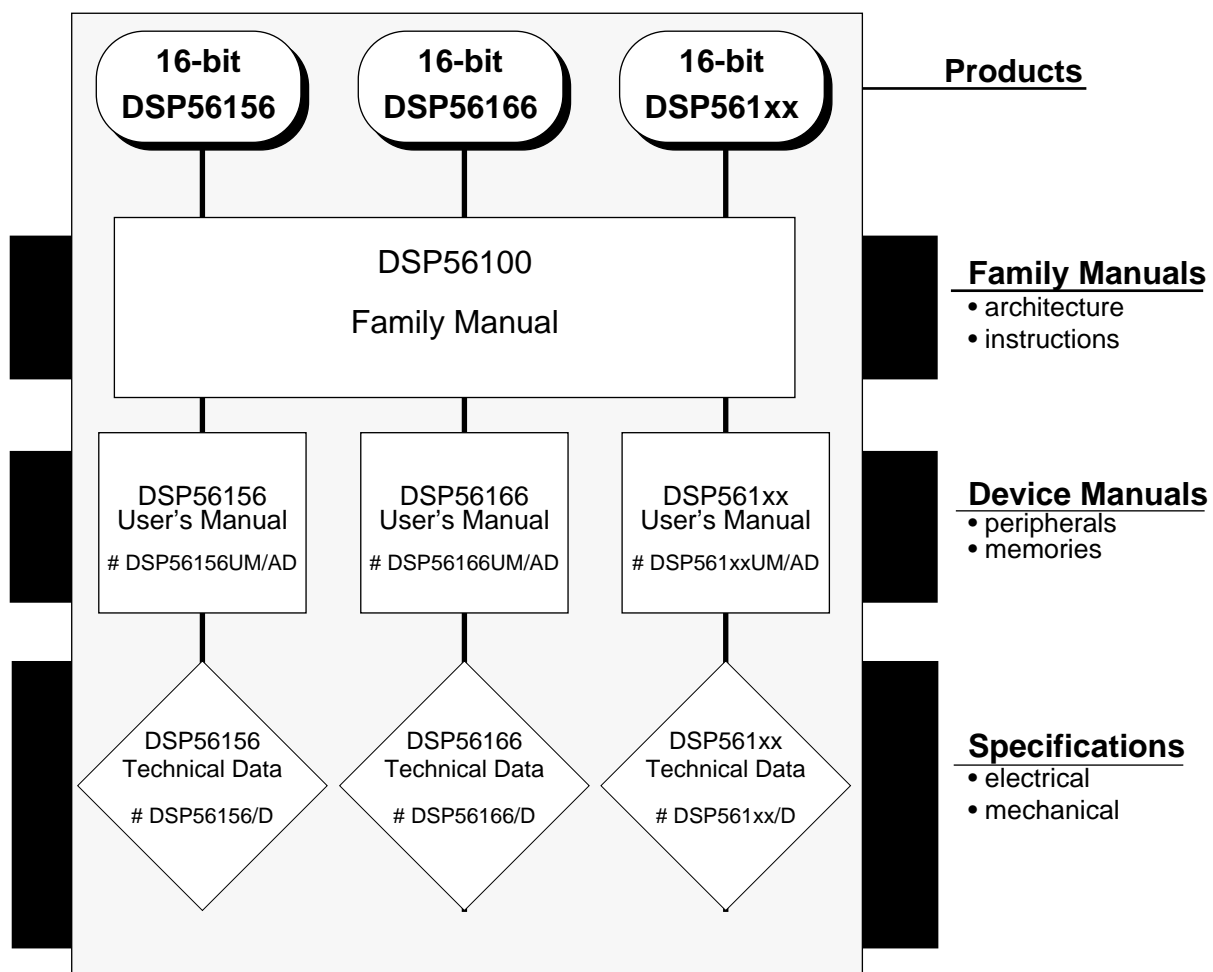 16-bit
DSP56156
16-bit
DSP56166
16-bit
DSP561xx
Products
DSP56100
Family Manual
Family Manuals
• architecture
• instructions
DSP56156
User's Manual
# DSP56156UM/AD
DSP56166
User's Manual
# DSP56166UM/AD
DSP561xx
User's Manual
# DSP561xxUM/AD
Device Manuals
• peripherals
• memories
DSP56156
Technical Data
# DSP56156/D
DSP56166
Technical Data
# DSP56166/D
DSP561xx
Technical Data
# DSP561xx/D
Specifications
• electrical
• mechanical